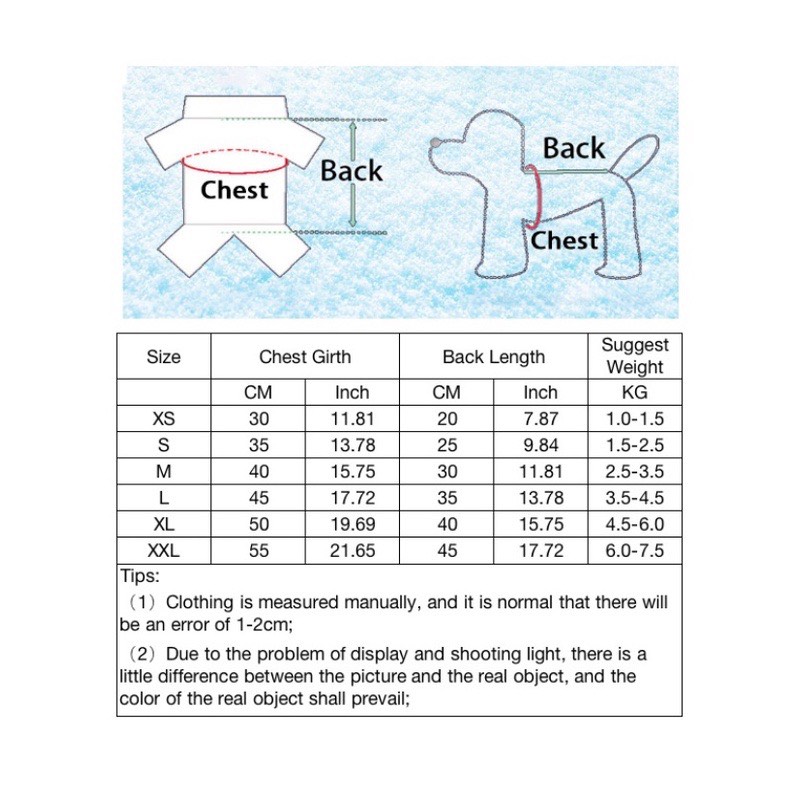 Back
Chest
Back
Chest
Size Chest Girth Back Length Suggest Weight
CM Inch CM Inch KG
XS 30 11.81 20 7.87 1.0-1.5
S 35 13.78 25 9.84 1.5-2.5
M 40 15.75 30 11.81 2.5-3.5
L 45 17.72 35 13.78 3.5-4.5
XL 50 19.69 40 15.75 4.5-6.0
XXL 55 21.65 45 17.72 6.0-7.5
Tips:
（1）Clothing is measured manually, and it is normal that there will
be an error of 1-2cm;
（2）Due to the problem of display and shooting light, there is a
little difference between the picture and the real object, and the
color of the real object shall prevail;